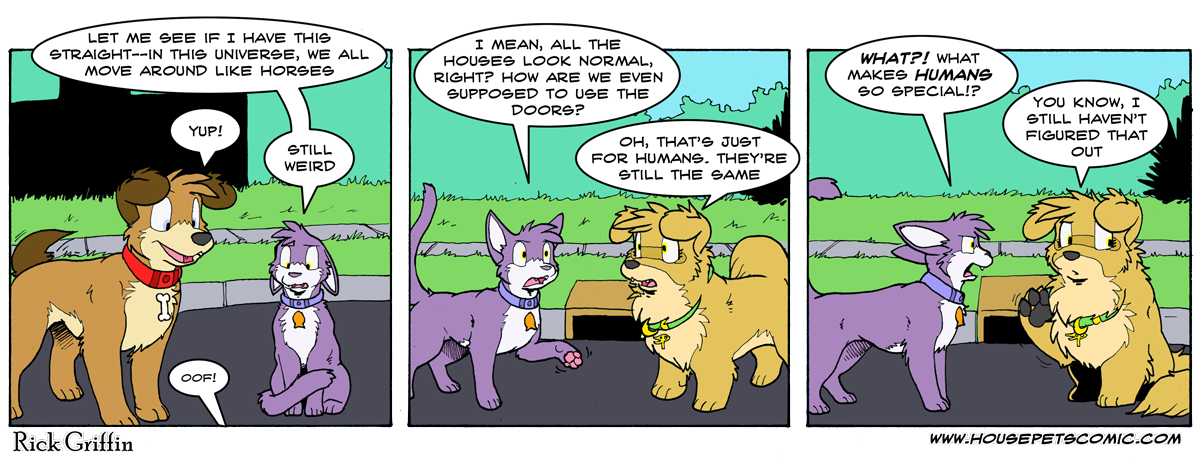 LET ME SEE IF I HAVE THIS
STRAIGHT--IN THIS UNIVERSE, WE ALL
MOVE AROUND LIKE HORSES
YUP!
STILL
WEIRD
OOF!
I MEAN, ALL THE
HOUSES LOOK NORMAL,
RIGHT? HOW ARE WE EVEN
SUPPOSED TO USE THE
DOORS?
OH, THAT'S JUST
FOR HUMANS. THEY'RE
STILL THE SAME
WHAT?! WHAT
MAKES HUMANS
SO SPECIAL!?
YOU KNOW, I
STILL HAVEN'T
FIGURED THAT
OUT
Rick Griffin
WWW.HOUSEPETSCOMIC.COM